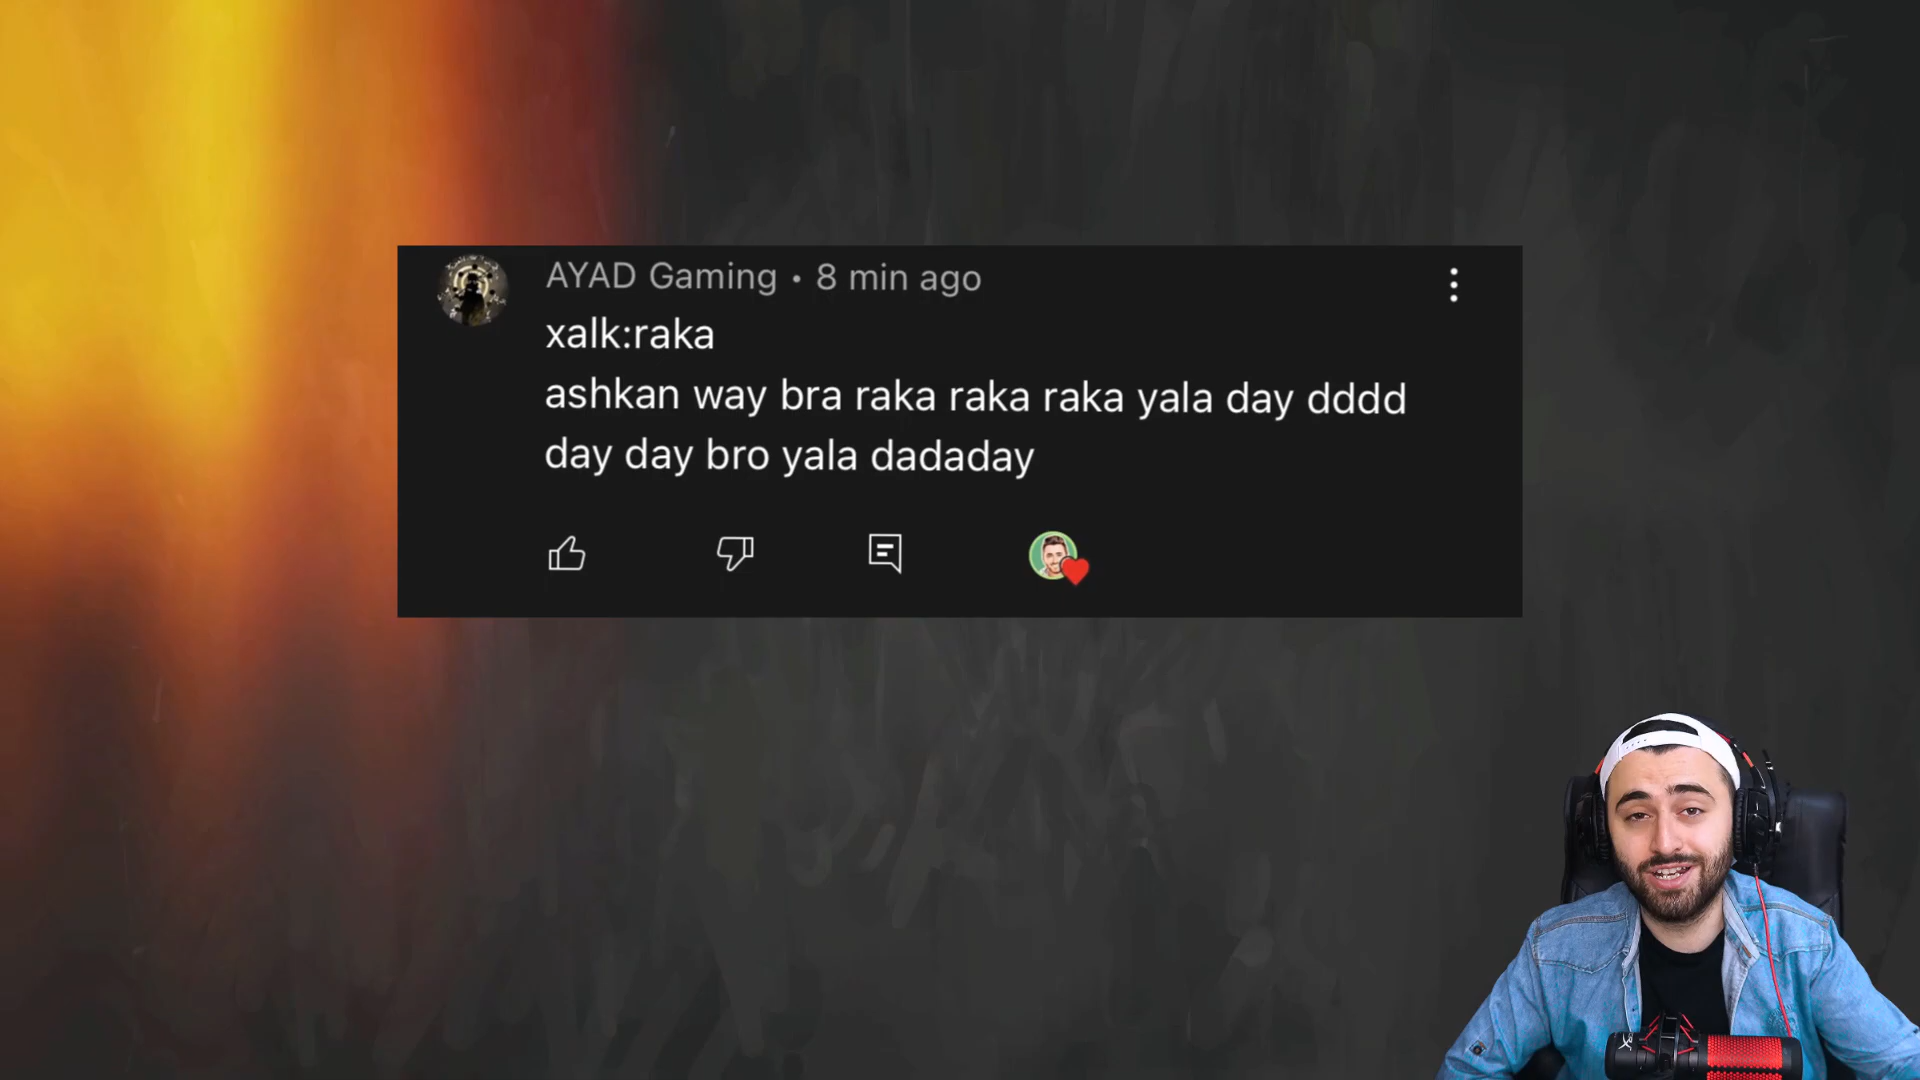 AYAD Gaming • 8 min ago
xalk:raka
ashkan way bra raka raka raka yala day dddd
day day bro yala dadaday